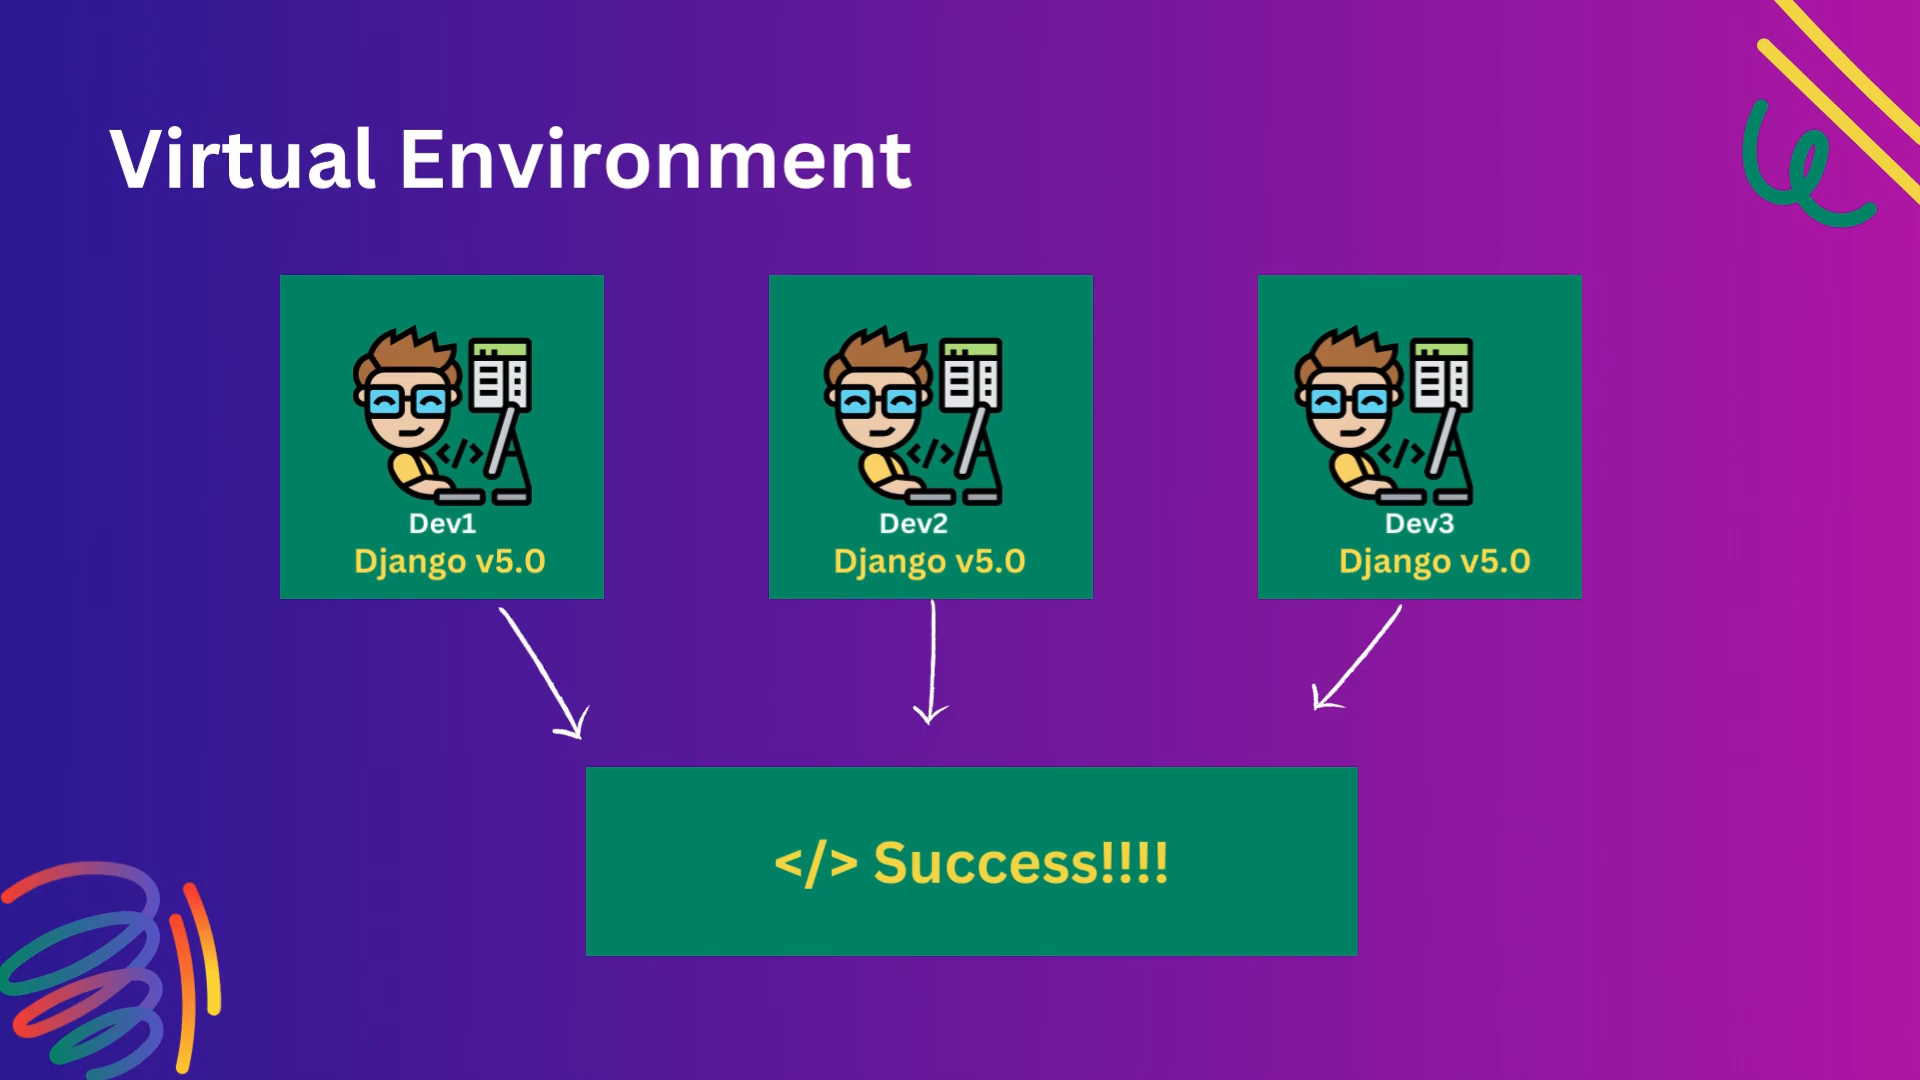 Virtual Environment
Dev1
Django v5.0
Dev2
Django v5.0
Dev3
Django v5.0
</> Success!!!!